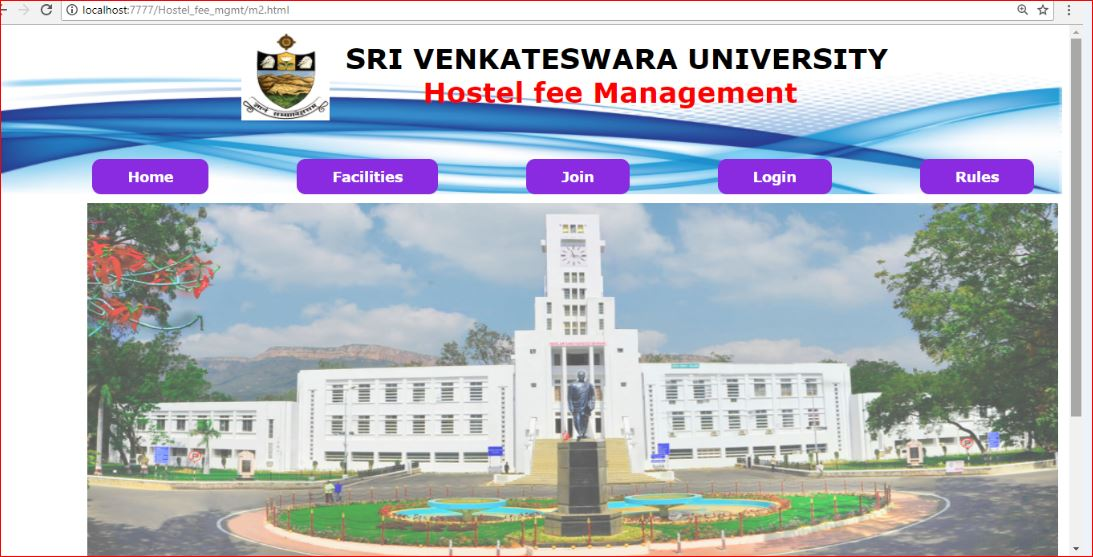 localhost:7777/Hostel_fee_mgmt/m2.html
SRI VENKATESWARA UNIVERSITY
Hostel fee Management
Home
Facilities
Join
Login
Rules